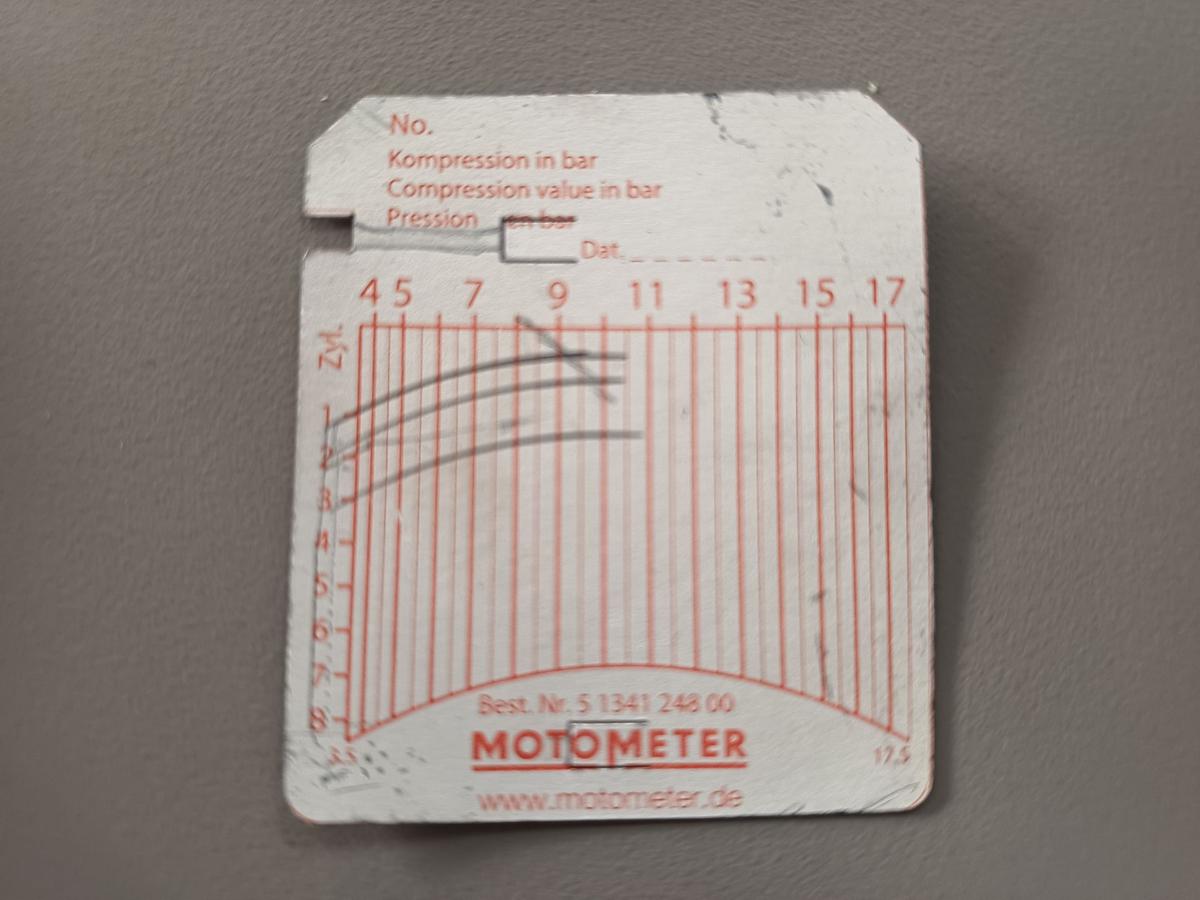 No.
Kompression in bar
Compression value in bar
Pression en bar
Dat.
4 5 7 9 11 13 15 17
Zyl.
1
2
3
4
5
6
7
8
3,5 17,5
Best. Nr. 5 1341 248 00
MOTOMETER
www.motometer.de